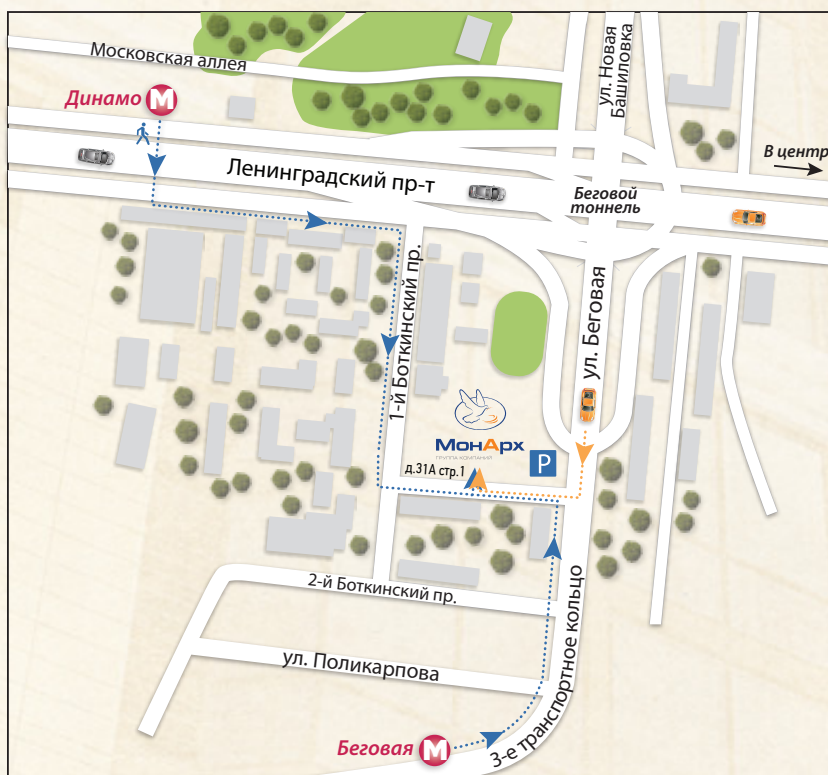 Московская аллея
ул. Новая
Башиловка
Динамо М
В центр
Ленинградский пр-т
Беговой
тоннель
1-й Боткинский пр.
ул. Беговая
МонАрх
ГРУППА КОМПАНИЙ
P
д.31А стр.1
2-й Боткинский пр.
ул. Поликарпова
3-е транспортное кольцо
Беговая М